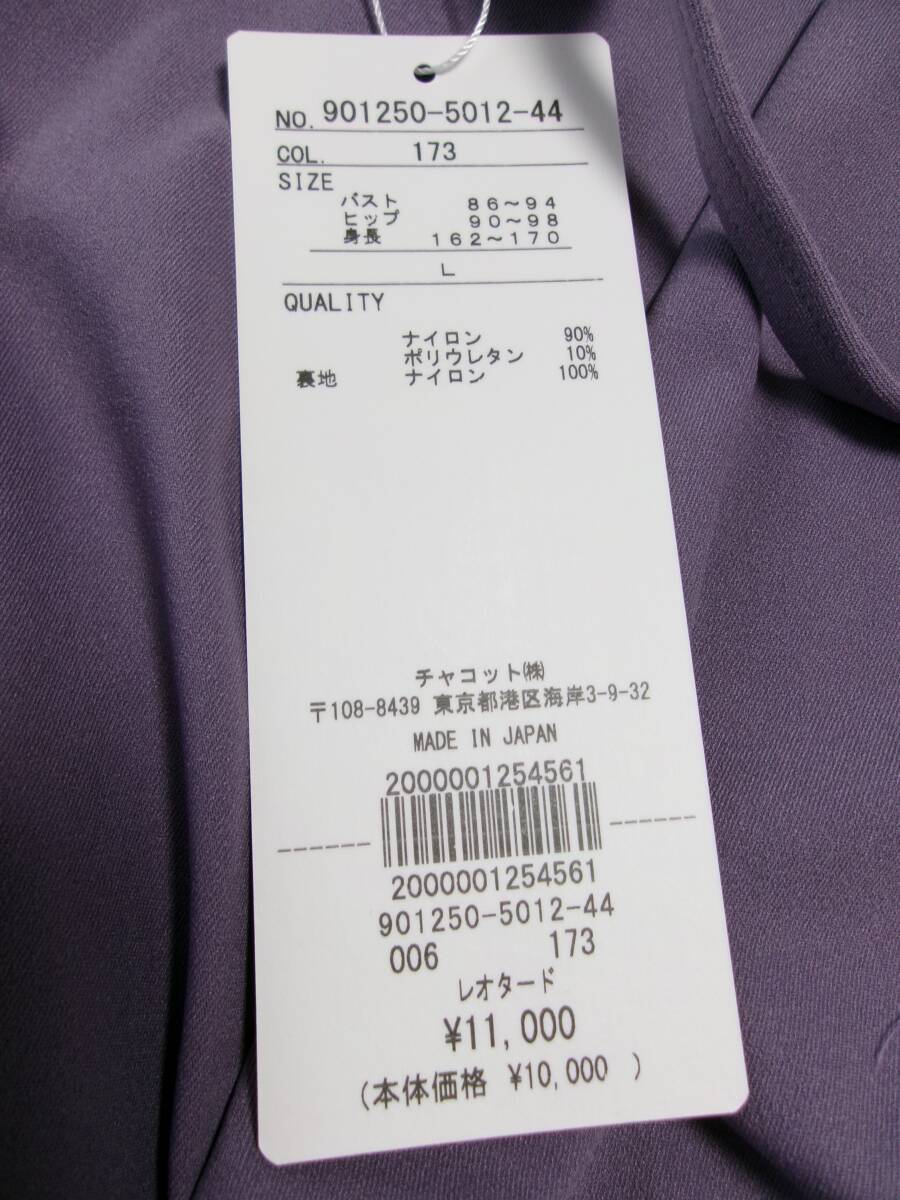 NO. 901250-5012-44
COL. 173
SIZE
バスト 86～94
ヒップ 90～98
身長 162～170
L
QUALITY
ナイロン 90%
ポリウレタン 10%
裏地 ナイロン 100%
チャコット㈱
〒108-8439 東京都港区海岸3-9-32
MADE IN JAPAN
2000001254561
2000001254561
901250-5012-44
006 173
レオタード
¥11,000
(本体価格 ¥10,000 )